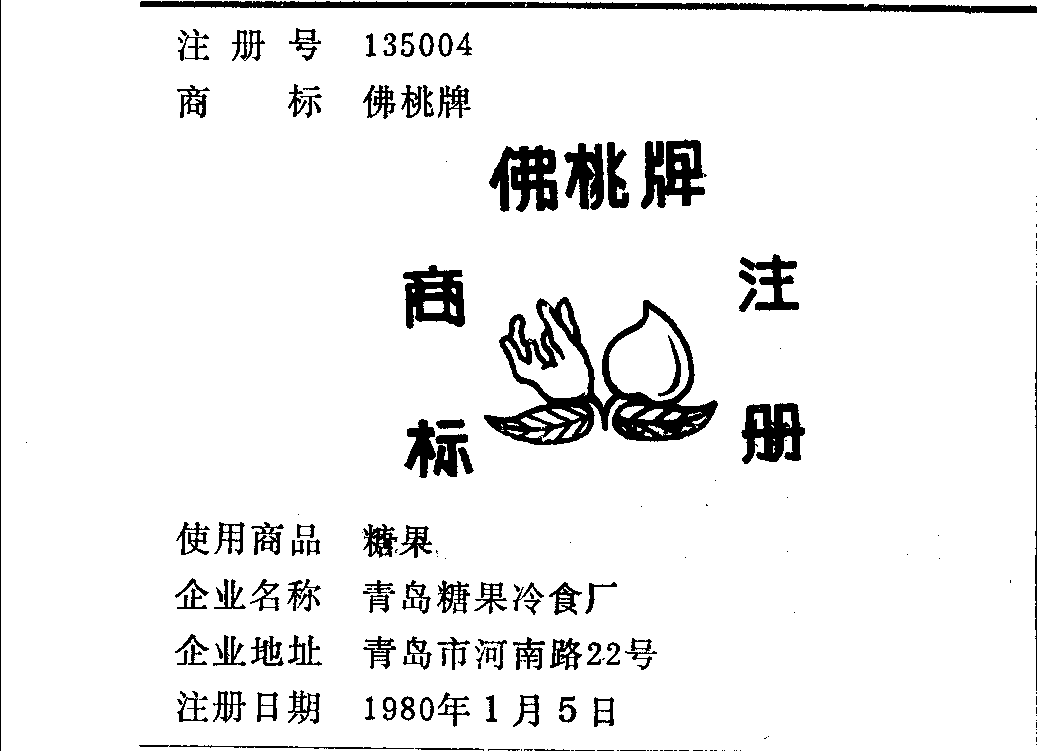 注册号 135004
商标 佛桃牌
佛桃牌
商 注
标 册
使用商品 糖果
企业名称 青岛糖果冷食厂
企业地址 青岛市河南路22号
注册日期 1980年1月5日